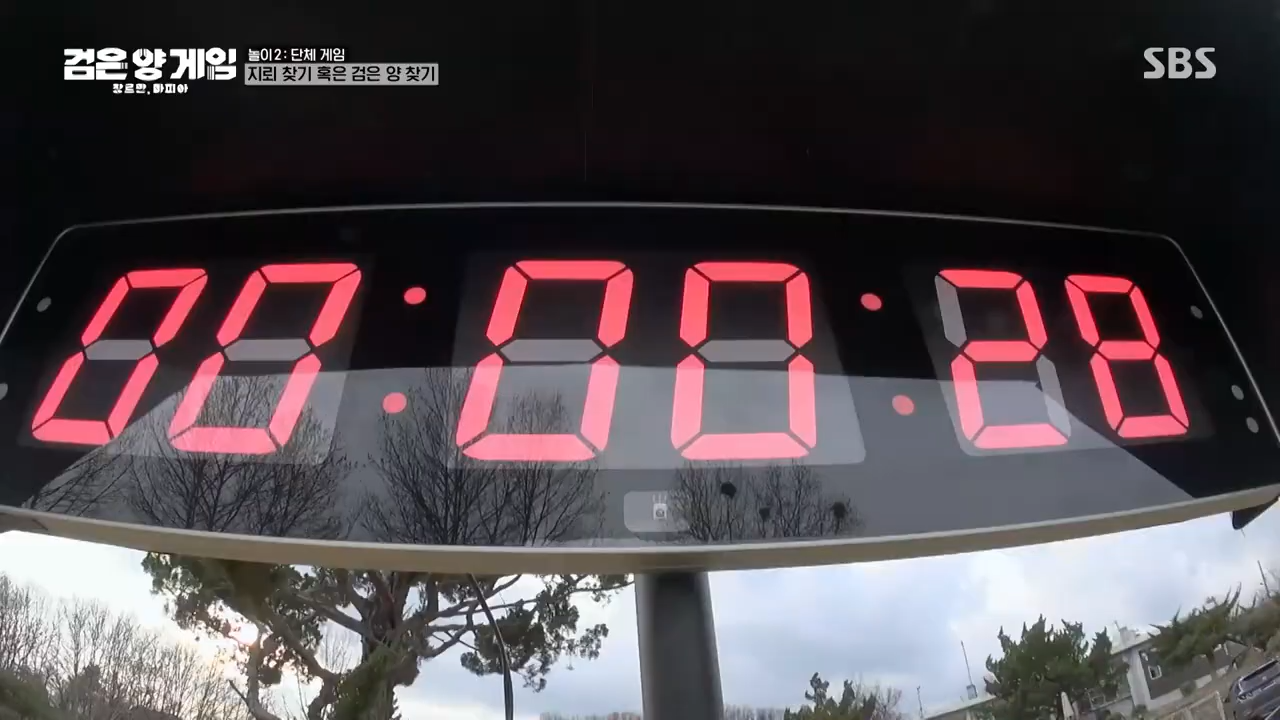 검은 양 게임
장르만, 마피아
놀이 2 : 단체 게임
지뢰 찾기 혹은 검은 양 찾기
SBS
00:00:28